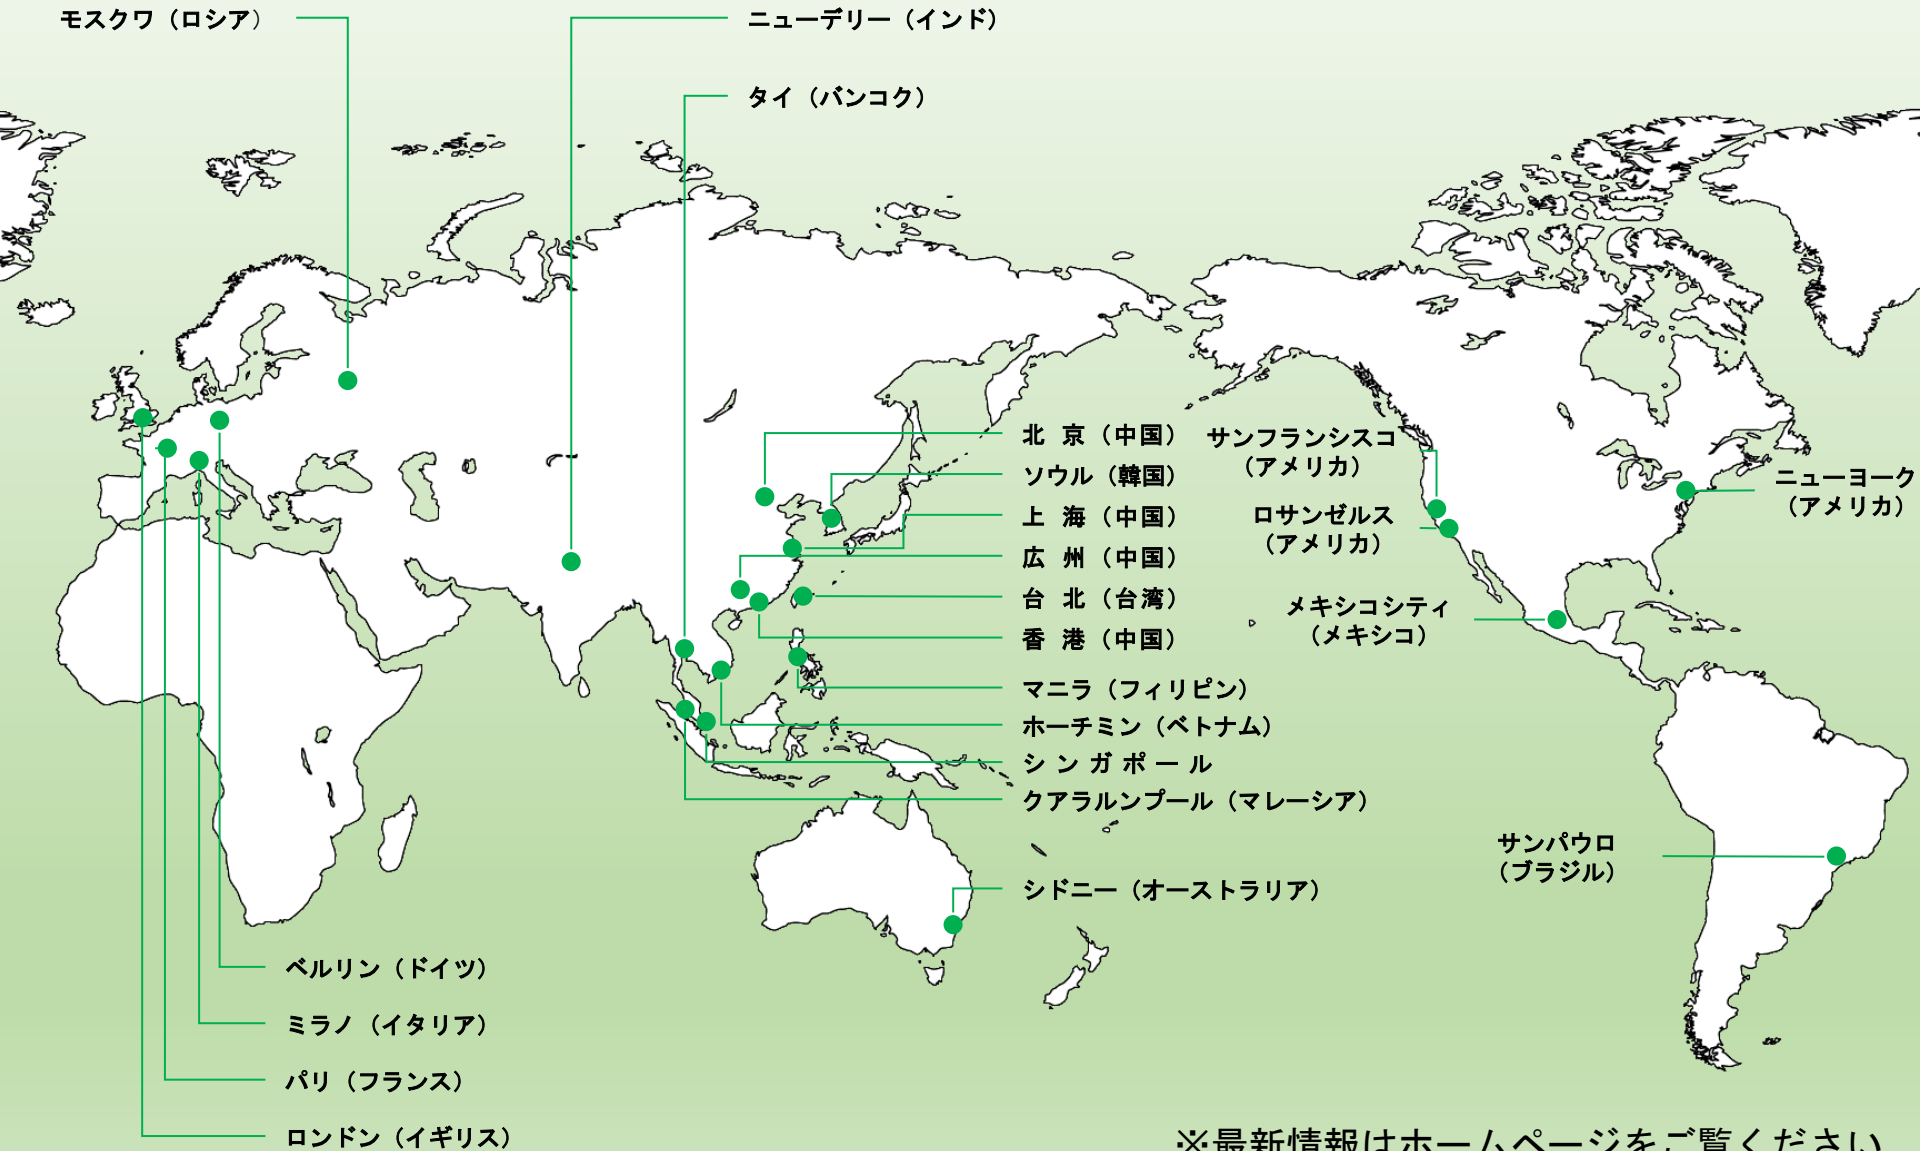 モスクワ（ロシア）
ニューデリー（インド）
タイ（バンコク）
北 京（中国）
ソウル（韓国）
上 海（中国）
広 州（中国）
台 北（台湾）
香 港（中国）
マニラ（フィリピン）
ホーチミン（ベトナム）
シンガポール
クアラルンプール（マレーシア）
シドニー（オーストラリア）
サンフランシスコ
（アメリカ）
ロサンゼルス
（アメリカ）
ニューヨーク
（アメリカ）
メキシコシティ
（メキシコ）
サンパウロ
（ブラジル）
ベルリン（ドイツ）
ミラノ（イタリア）
パリ（フランス）
ロンドン（イギリス）
※最新情報はホームページをご覧ください